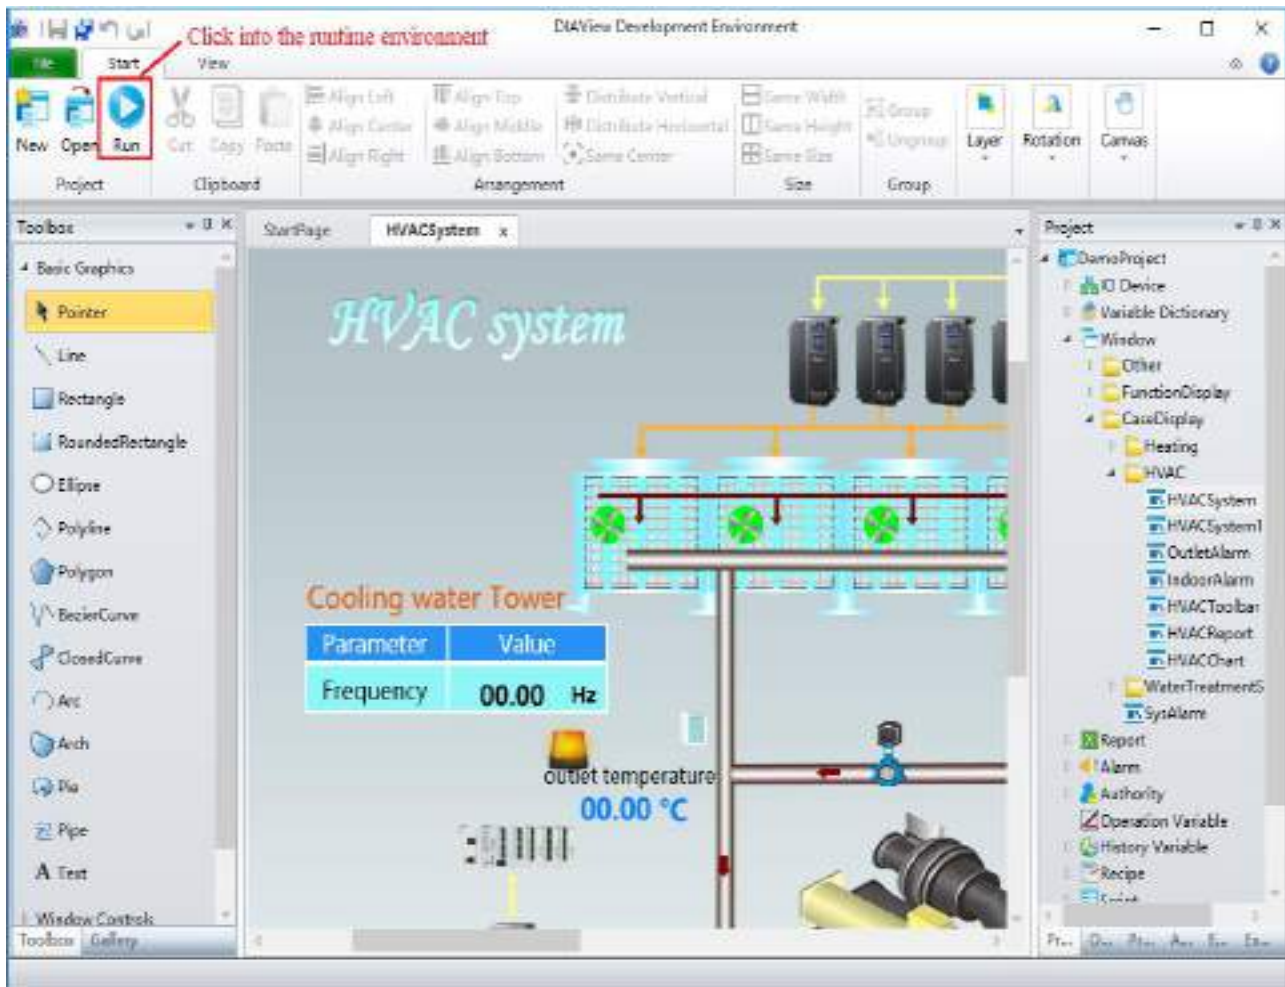 DIAView Development Environment
Click into the runtime environment
File Start View
New Open Run
Cut Copy Paste
Align Left Align Top Distribute Vertical
Align Center Align Middle Distribute Horizontal
Align Right Align Bottom Same Center
Same Width
Same Height
Same Size
Group
Ungroup
Layer Rotation Canvas
Project Clipboard Arrangement Size Group
Toolbox
Basic Graphics
Pointer
Line
Rectangle
RoundedRectangle
Ellipse
Polyline
Polygon
BezierCurve
ClosedCurve
Arc
Arch
Pie
Pipe
A Text
Window Controls
Toolbox Gallery
StartPage HVACSystem x
HVAC system
Cooling water Tower
Parameter Value
Frequency 00.00 Hz
outlet temperature
00.00 °C
Project
DemoProject
IO Device
Variable Dictionary
Window
Other
FunctionDisplay
CaseDisplay
Heating
HVAC
HVACSystem
HVACSystem1
OutletAlarm
IndoorAlarm
HVACToolbar
HVACReport
HVACChart
WaterTreatmentS
SysAlarm
Report
Alarm
Authority
Operation Variable
History Variable
Recipe
Script
Pr... O... Pr... A... E... Ex...